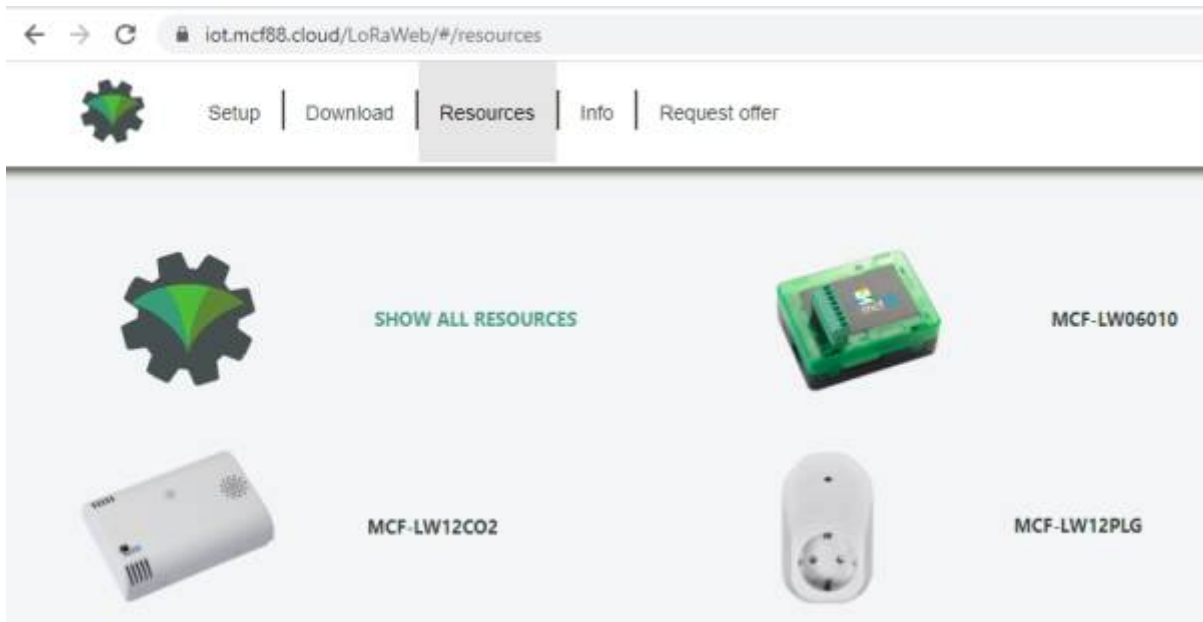 iot.mcf88.cloud/LoRaWeb/#/resources
Setup Download Resources Info Request offer
SHOW ALL RESOURCES MCF-LW06010
MCF-LW12CO2 MCF-LW12PLG